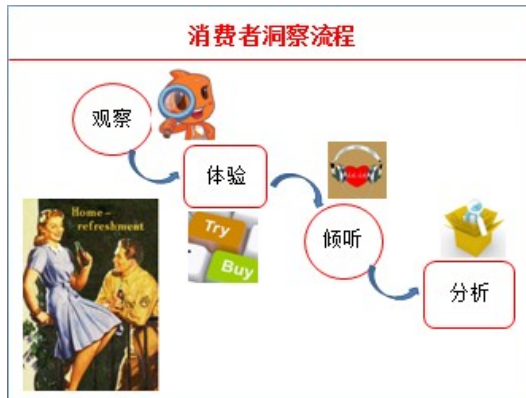 消费者洞察流程
观察
体验
倾听
分析
Home-
refreshment
Try
Buy